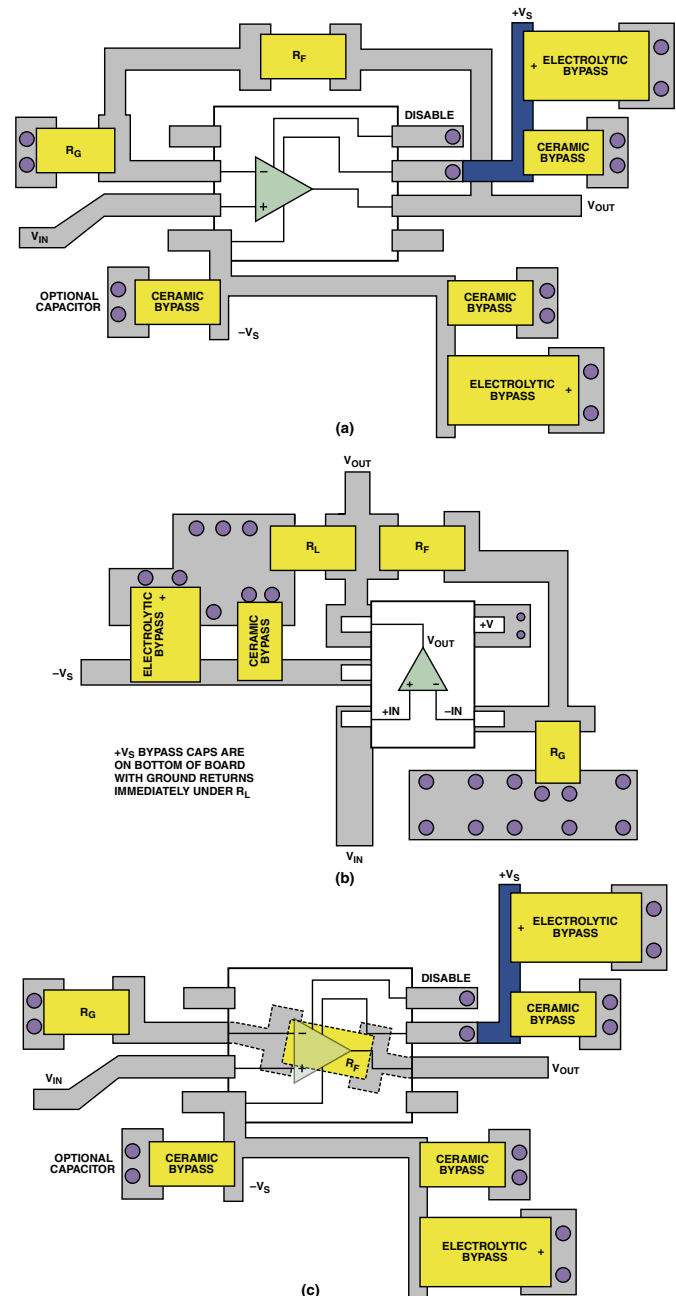 +VS
RF
+ ELECTROLYTIC
BYPASS
DISABLE
RG
CERAMIC
BYPASS
−
+
VIN
VOUT
OPTIONAL
CAPACITOR
CERAMIC
BYPASS
CERAMIC
BYPASS
−VS
ELECTROLYTIC
BYPASS +
(a)
VOUT
RL
RF
ELECTROLYTIC
BYPASS +
CERAMIC
BYPASS
VOUT
+V
−VS
+ −
+IN
−IN
RG
+VS BYPASS CAPS ARE
ON BOTTOM OF BOARD
WITH GROUND RETURNS
IMMEDIATELY UNDER RL
VIN
(b)
+VS
+ ELECTROLYTIC
BYPASS
DISABLE
RG
CERAMIC
BYPASS
−
+
RF
VIN
VOUT
OPTIONAL
CAPACITOR
CERAMIC
BYPASS
CERAMIC
BYPASS
−VS
ELECTROLYTIC
BYPASS +
(c)